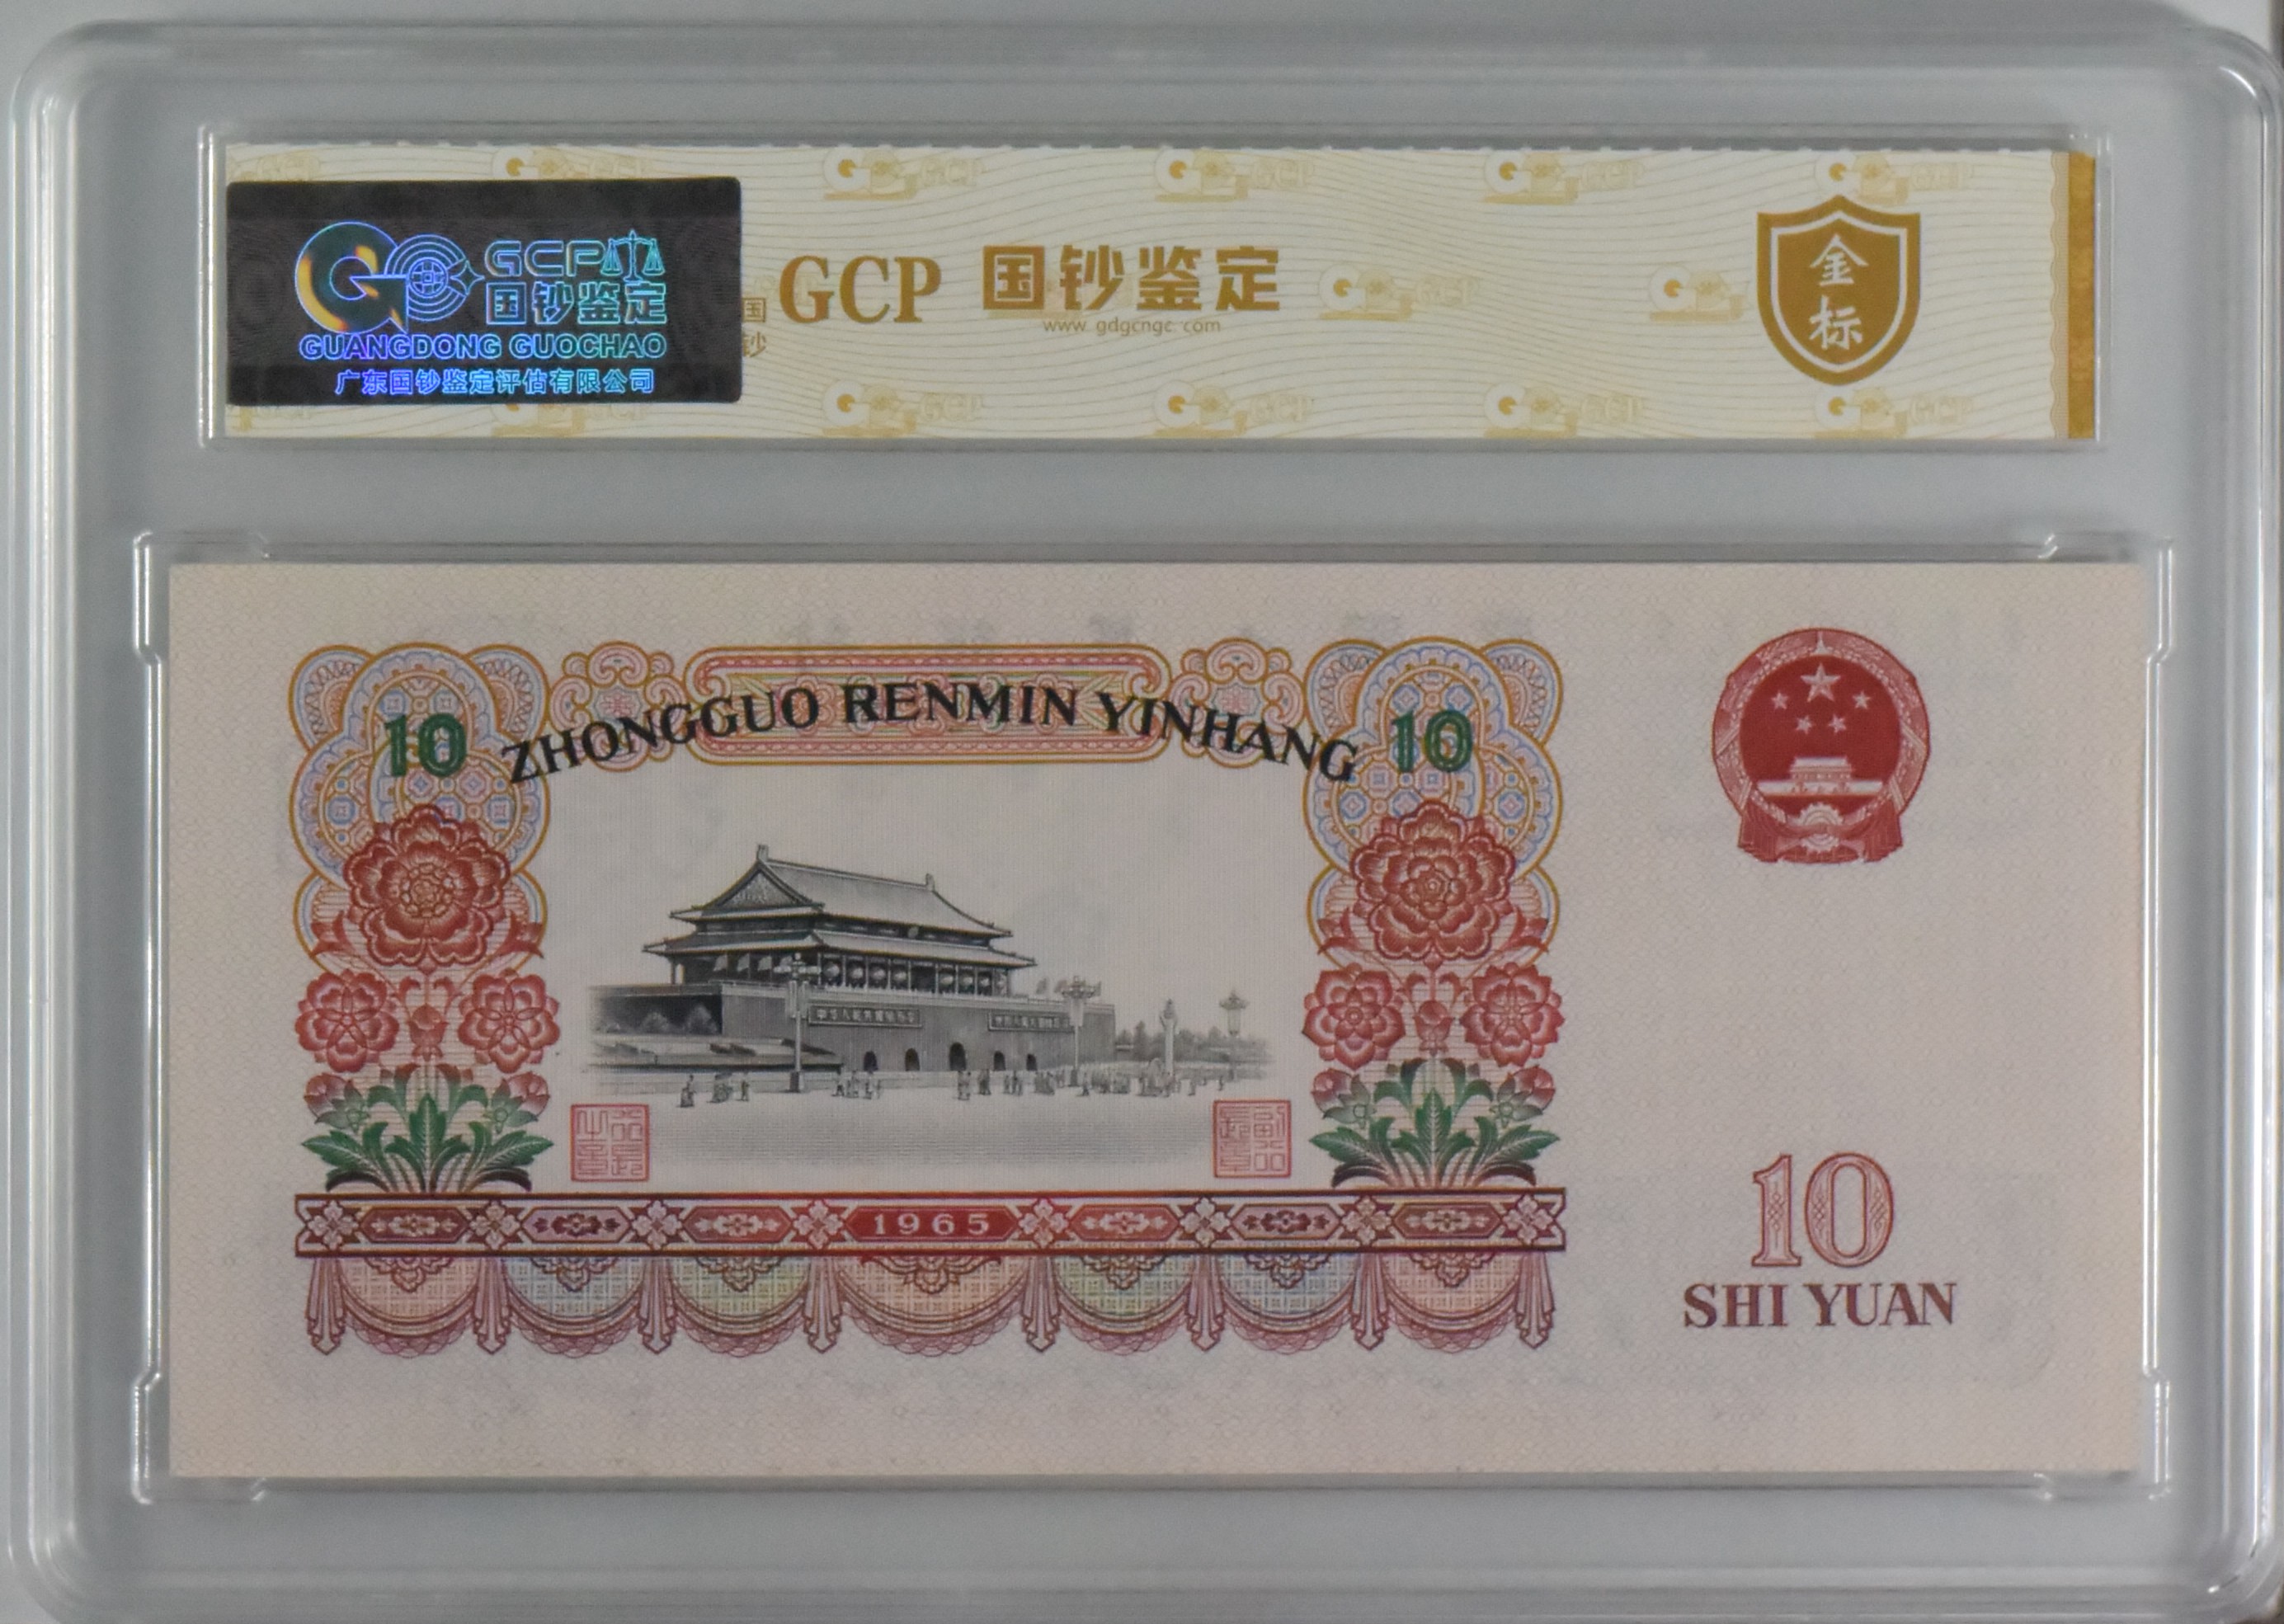 GCP
国钞鉴定
GUANGDONG GUOCHAO
广东国钞鉴定评估有限公司
国
钞
GCP 国钞鉴定
www.gdgcngc.com
金
标
ZHONGGUO RENMIN YINHANG
10
10
1965
10
SHI YUAN